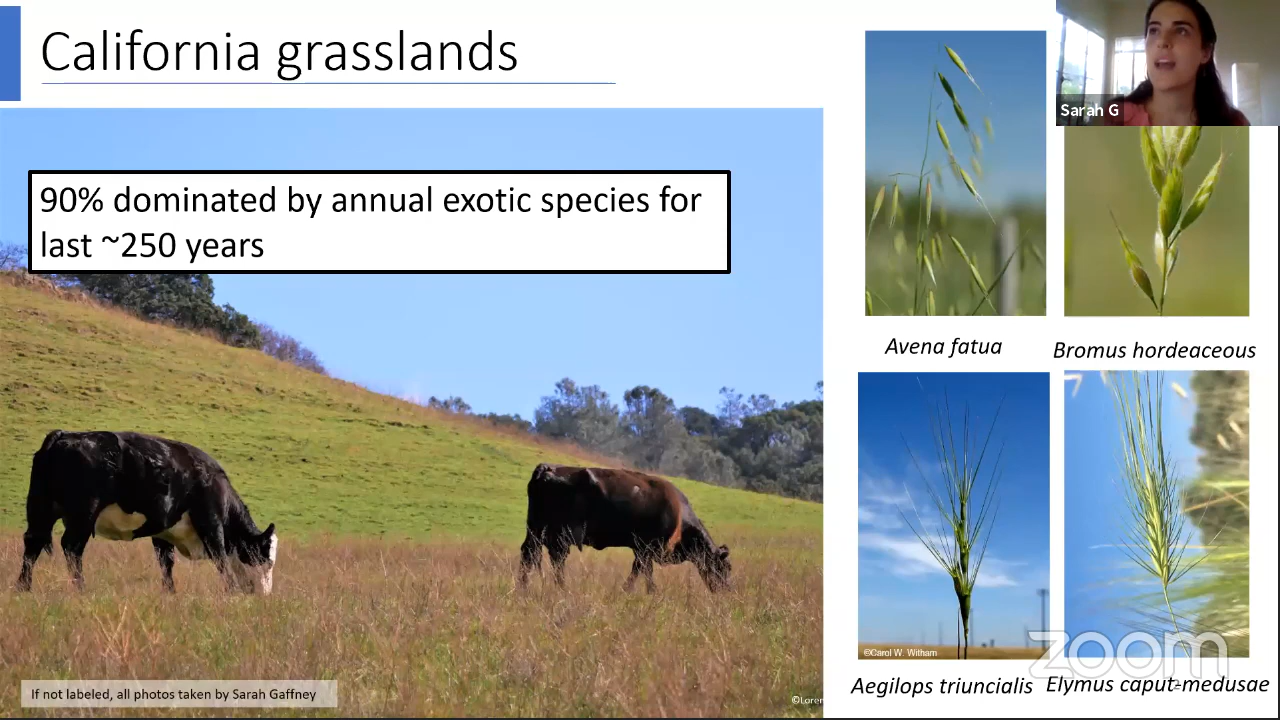 California grasslands
Sarah G
90% dominated by annual exotic species for
last ~250 years
Avena fatua
Bromus hordeaceous
©Carol W. Witham
zoom
Aegilops triuncialis
Elymus caput-medusae
If not labeled, all photos taken by Sarah Gaffney